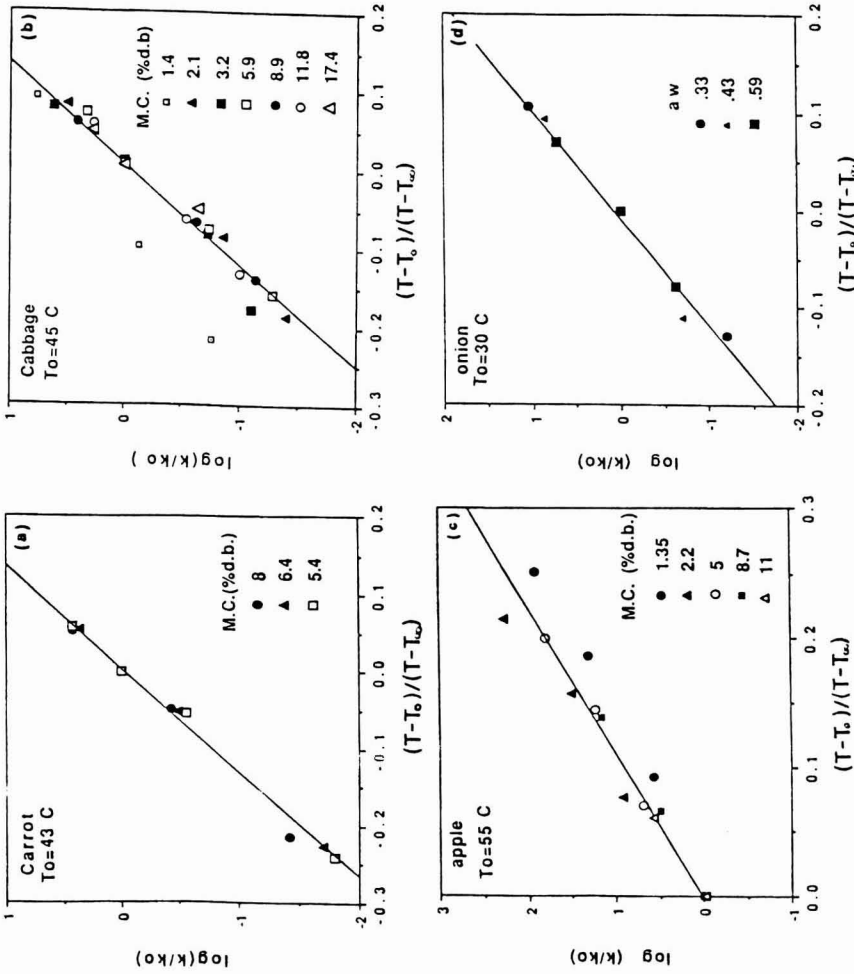 (a)
Carrot
To=43 C
M.C.(%d.b.)
8
6.4
5.4
log(k/ko)
1
0
-1
-2
-0.3
-0.2
-0.1
0.0
0.1
0.2
(T-To)/(T-T∞)
(b)
Cabbage
To=45 C
M.C.
(%d.b)
1.4
2.1
3.2
5.9
8.9
11.8
17.4
log(k/ko )
1
0
-1
-2
-0.3
-0.2
-0.1
0.0
0.1
0.2
(T-To)/(T-T∞)
(c)
apple
To=55 C
M.C. (%d.b.)
1.35
2.2
5
8.7
11
log (k/ko)
3
2
1
0
-1
0.0
0.1
0.2
0.3
(T-To)/(T-T∞)
(d)
onion
To=30 C
aw
.33
.43
.59
log (k/ko)
2
1
0
-1
-2
-0.2
-0.1
0.0
0.1
0.2
(T-To)/(T-T∞)